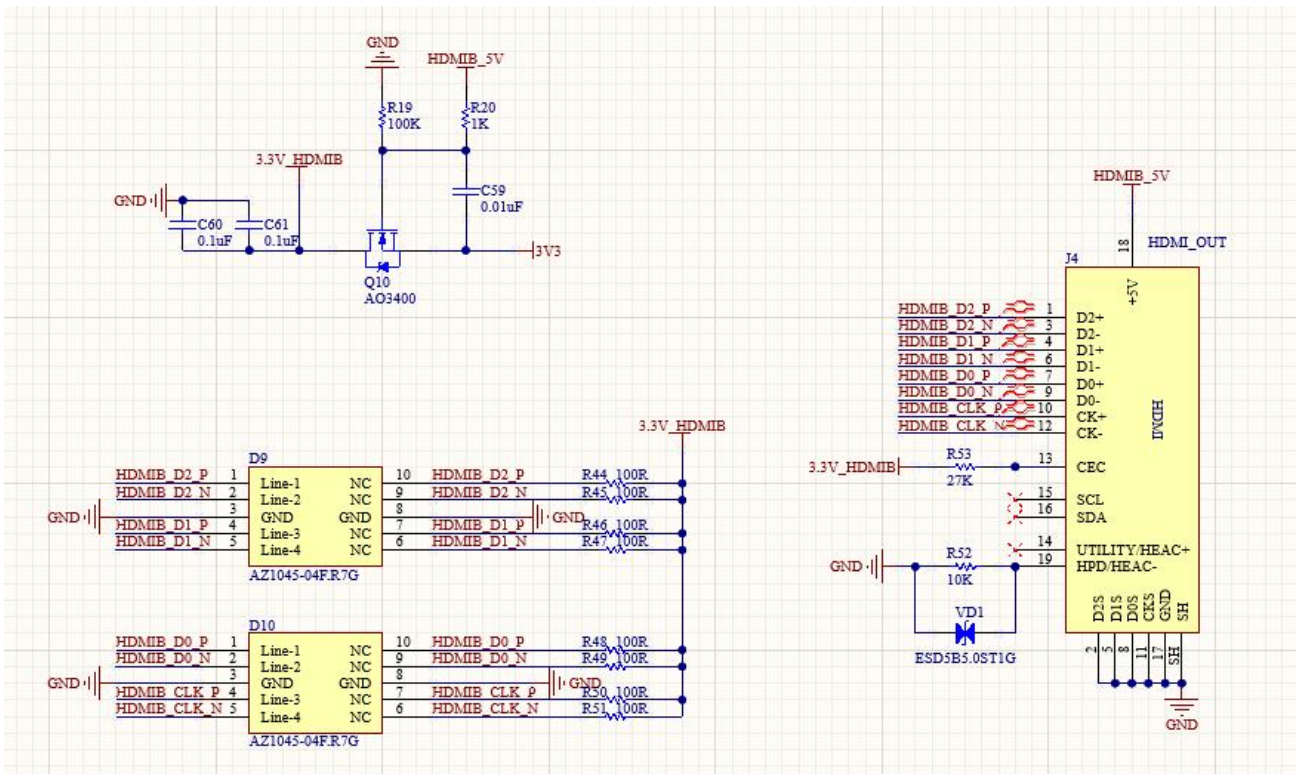 GND
HDMIB_5V
R19
100K
R20
1K
3.3V_HDMIB
GND
C60
0.1uF
C61
0.1uF
C59
0.01uF
3V3
Q10
AO3400
HDMIB_5V
18
HDMI_OUT
J4
+5V
HDMIB_D2_P 1 D2+
HDMIB_D2_N 3 D2-
HDMIB_D1_P 4 D1+
HDMIB_D1_N 6 D1-
HDMIB_D0_P 7 D0+
HDMIB_D0_N 9 D0-
HDMIB_CLK_P 10 CK+
HDMIB_CLK_N 12 CK-
HDMI
3.3V_HDMIB R53 27K 13 CEC
15 SCL
16 SDA
14 UTILITY/HEAC+
GND R52 10K 19 HPD/HEAC-
VD1
ESD5B5.0ST1G
D2S D1S D0S CKS GND SH
2 5 8 11 17 SH
GND
3.3V_HDMIB
D9
HDMIB_D2_P 1 Line-1 NC 10 HDMIB_D2_P R44 100R
HDMIB_D2_N 2 Line-2 NC 9 HDMIB_D2_N R45 100R
GND 3 GND GND 8 GND
HDMIB_D1_P 4 Line-3 NC 7 HDMIB_D1_P R46 100R
HDMIB_D1_N 5 Line-4 NC 6 HDMIB_D1_N R47 100R
AZ1045-04F.R7G
D10
HDMIB_D0_P 1 Line-1 NC 10 HDMIB_D0_P R48 100R
HDMIB_D0_N 2 Line-2 NC 9 HDMIB_D0_N R49 100R
GND 3 GND GND 8 GND
HDMIB_CLK_P 4 Line-3 NC 7 HDMIB_CLK_P R50 100R
HDMIB_CLK_N 5 Line-4 NC 6 HDMIB_CLK_N R51 100R
AZ1045-04F.R7G